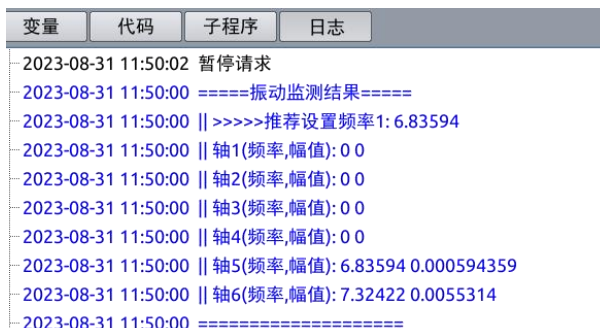 变量 代码 子程序 日志
2023-08-31 11:50:02 暂停请求
2023-08-31 11:50:00 =====振动监测结果=====
2023-08-31 11:50:00 || >>>>>推荐设置频率1: 6.83594
2023-08-31 11:50:00 || 轴1(频率,幅值): 0 0
2023-08-31 11:50:00 || 轴2(频率,幅值): 0 0
2023-08-31 11:50:00 || 轴3(频率,幅值): 0 0
2023-08-31 11:50:00 || 轴4(频率,幅值): 0 0
2023-08-31 11:50:00 || 轴5(频率,幅值): 6.83594 0.000594359
2023-08-31 11:50:00 || 轴6(频率,幅值): 7.32422 0.0055314
2023-08-31 11:50:00 ====================